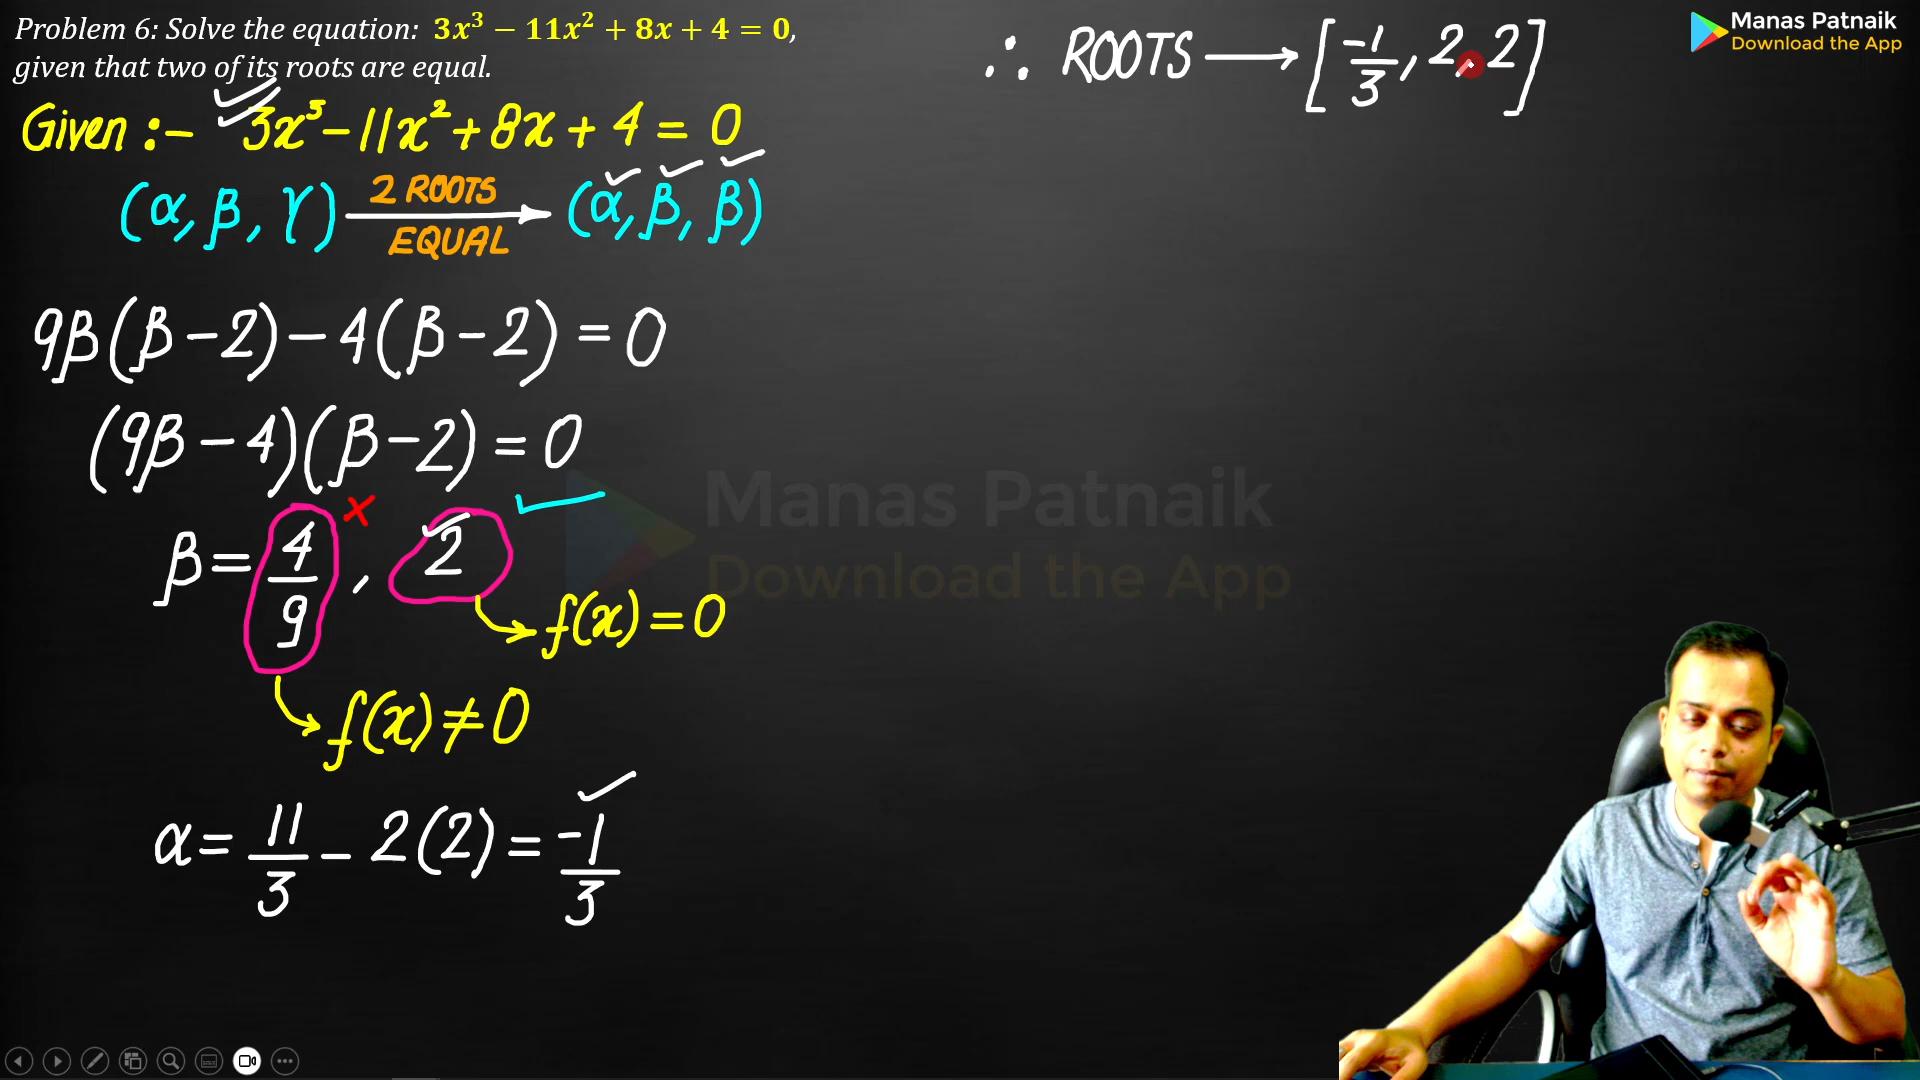 Problem 6: Solve the equation: 3x³ − 11x² + 8x + 4 = 0,
given that two of its roots are equal.
Given :- 3x³ - 11x² + 8x + 4 = 0
(α, β, γ) 2 ROOTS EQUAL → (α, β, β)
9β(β - 2) - 4(β - 2) = 0
(9β - 4)(β - 2) = 0
β = 4/9 ×, 2 ✓
→ f(x) = 0
→ f(x) ≠ 0
α = 11/3 - 2(2) = -1/3
∴ ROOTS → [-1/3, 2, 2]
Manas Patnaik
Download the App
Manas Patnaik
Download the App